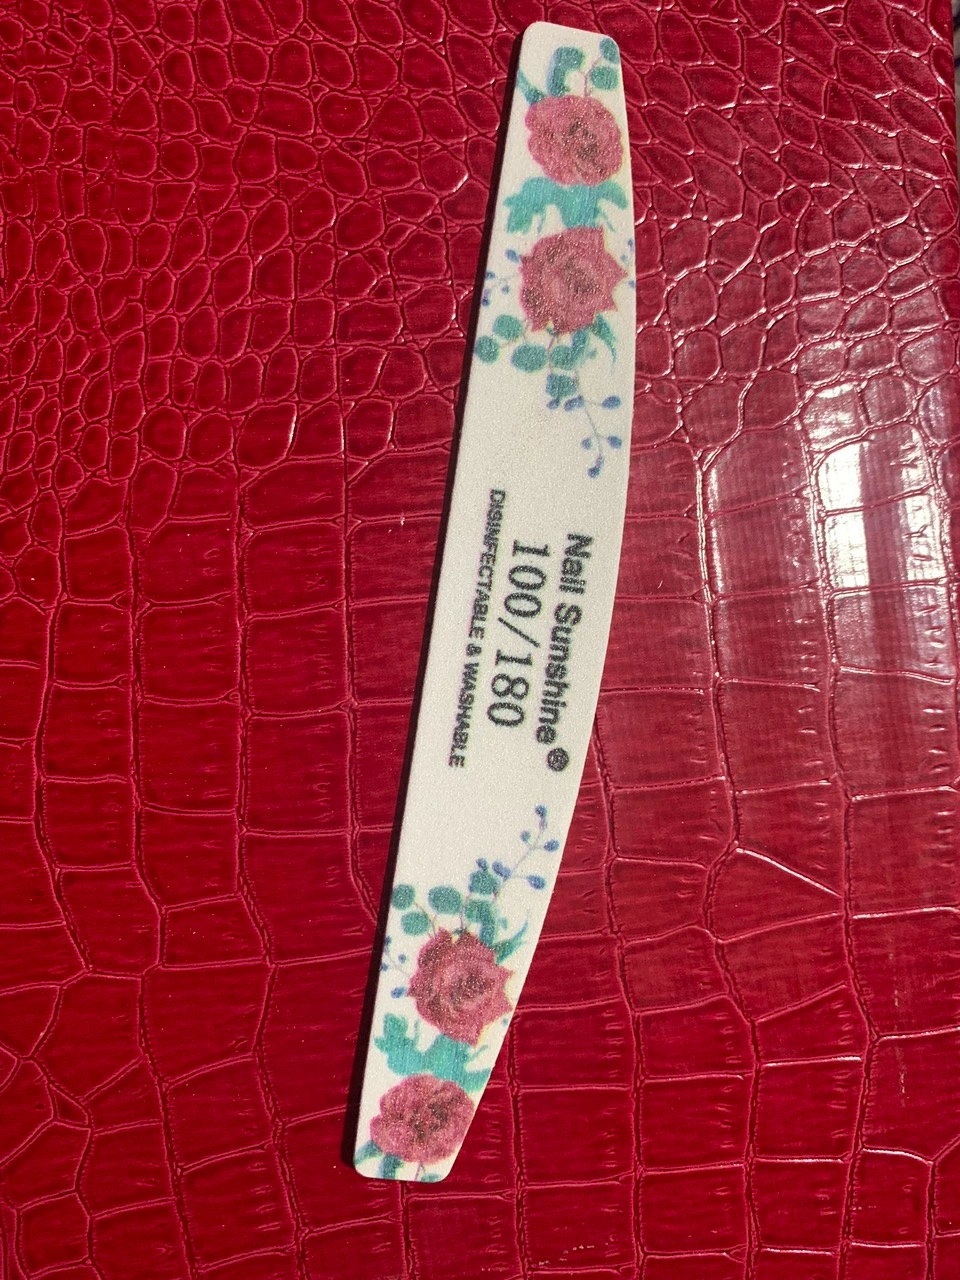 Nail Sunshine®
100/180
DISINFECTABLE & WASHABLE